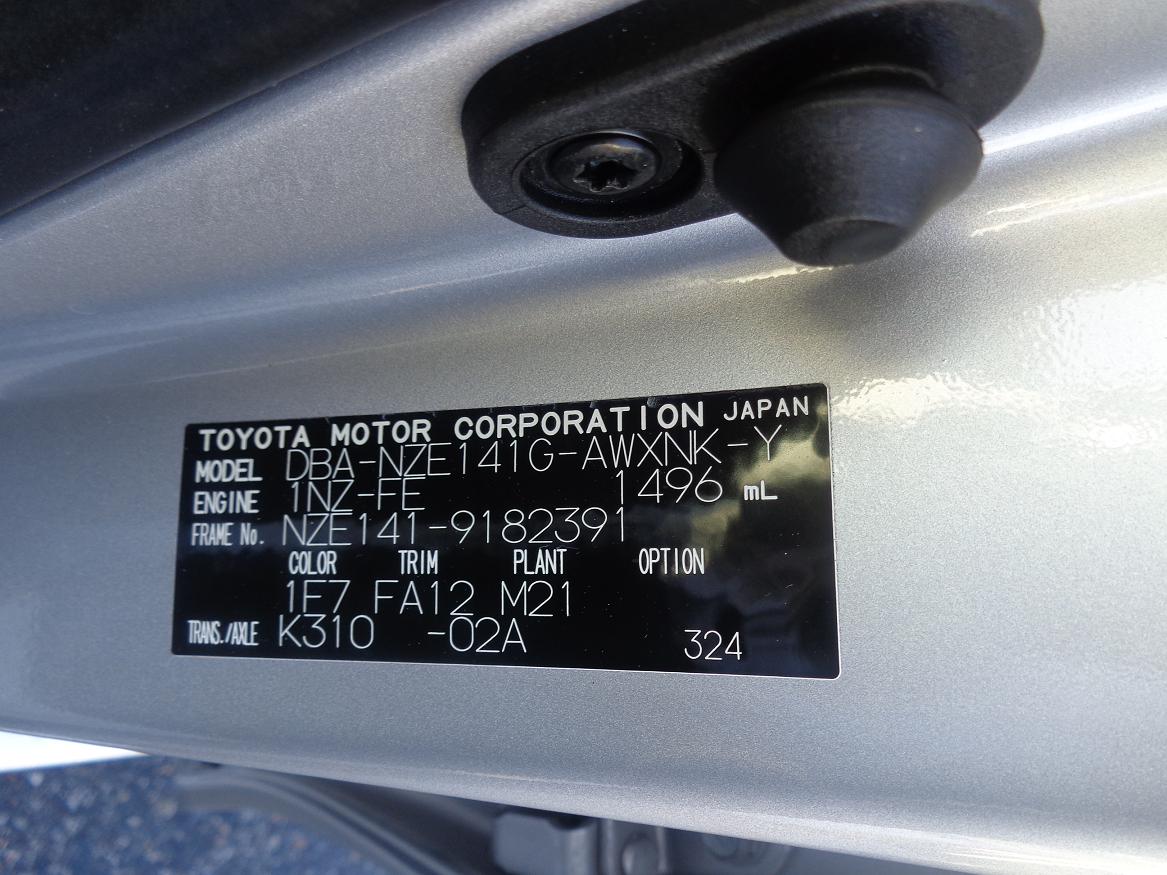 TOYOTA MOTOR CORPORATION JAPAN
MODEL DBA-NZE141G-AWXNK-Y
ENGINE 1NZ-FE 1496 mL
FRAME No. NZE141-9182391
COLOR TRIM PLANT OPTION
1F7 FA12 M21
TRANS./AXLE K310 -02A 324